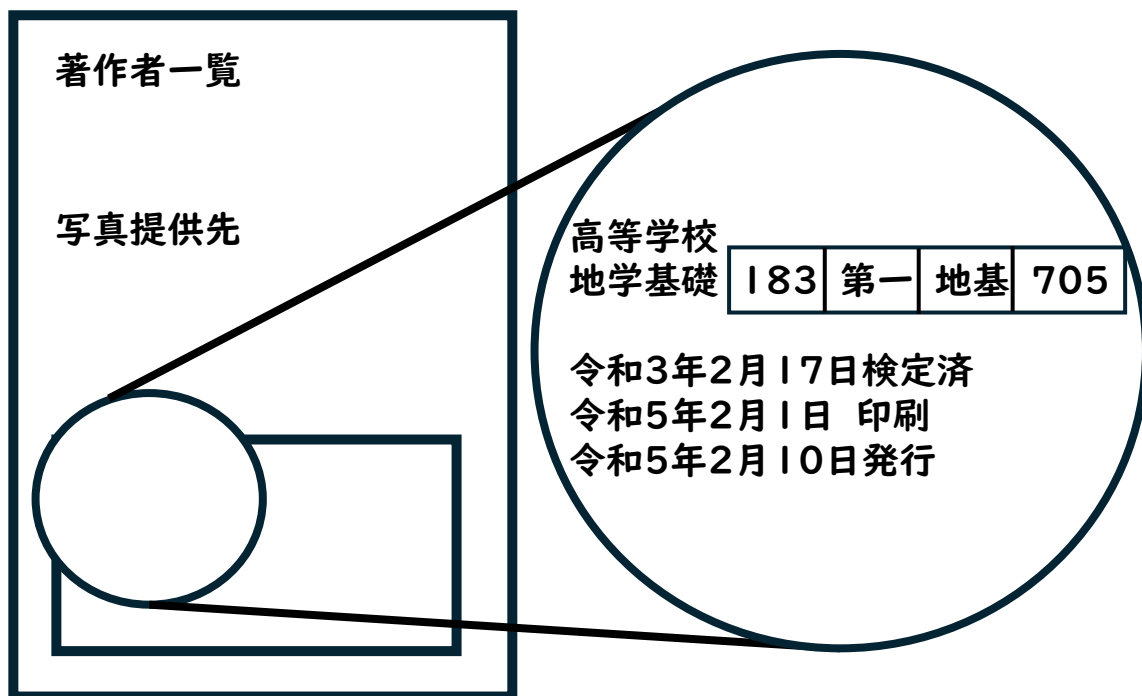 著作者一覧
写真提供先
高等学校
地学基礎 183 第一 地基 705
令和3年2月17日検定済
令和5年2月1日 印刷
令和5年2月10日発行